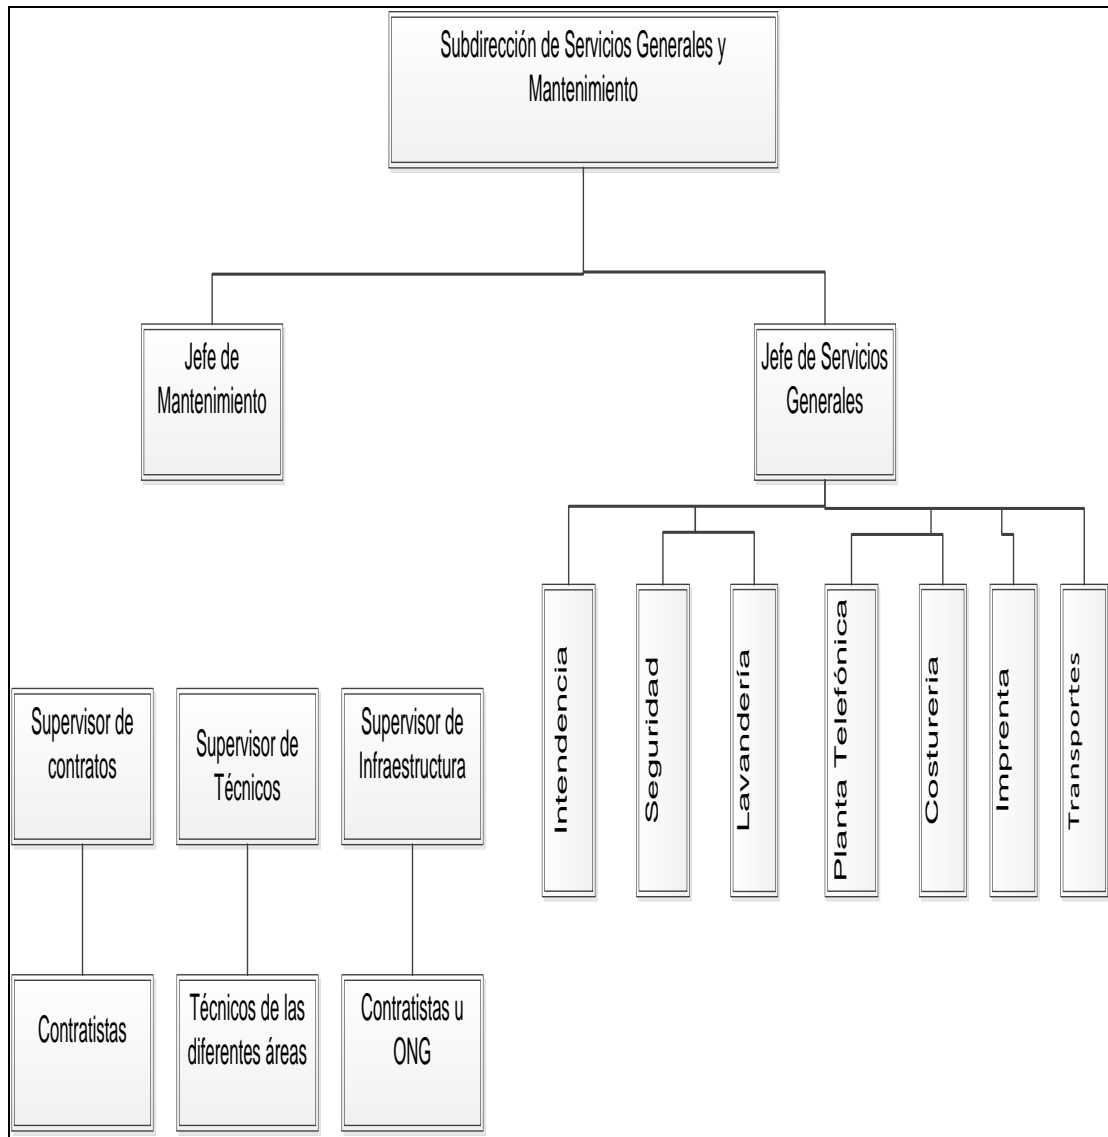 Subdirección de Servicios Generales y
Mantenimiento
Jefe de
Mantenimiento
Jefe de Servicios
Generales
Intendencia
Seguridad
Lavandería
Planta Telefónica
Costureria
Imprenta
Transportes
Supervisor de
contratos
Supervisor de
Técnicos
Supervisor de
Infraestructura
Contratistas
Técnicos de las
diferentes áreas
Contratistas u
ONG